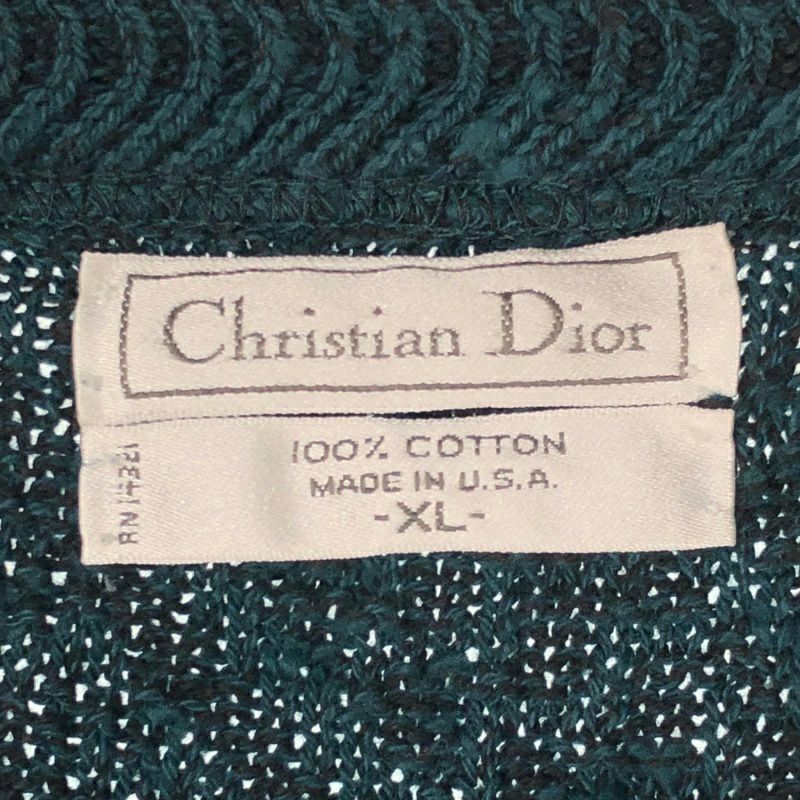 Christian Dior
100% COTTON
MADE IN U.S.A.
-XL-
RN14321